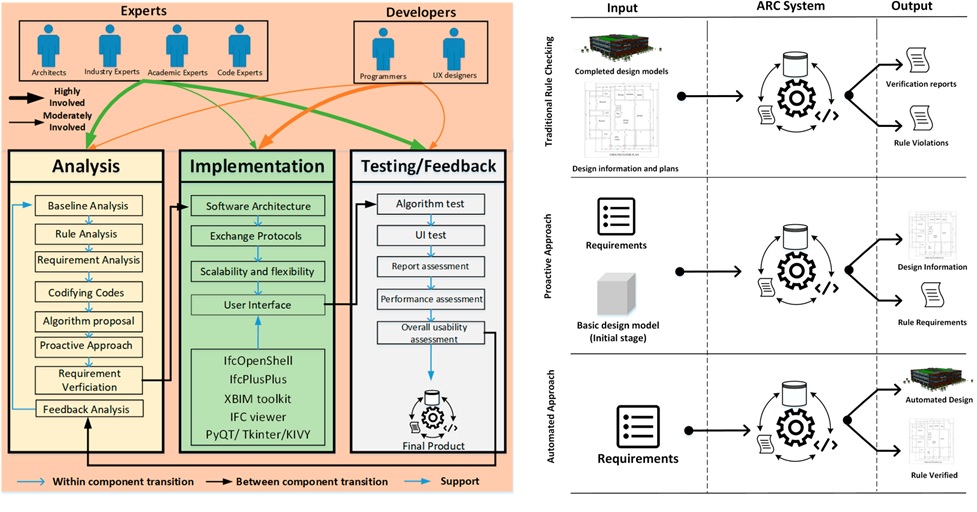 Experts
Developers
Architects
Industry Experts
Academic Experts
Code Experts
Programmers
UX designers
Highly
Involved
Moderately
Involved
Analysis
Baseline Analysis
Rule Analysis
Requirement Analysis
Codifying Codes
Algorithm proposal
Proactive Approach
Requirement
Verficiation
Feedback Analysis
Implementation
Software Architecture
Exchange Protocols
Scalability and flexibility
User Interface
IfcOpenShell
IfcPlusPlus
XBIM toolkit
IFC viewer
PyQT/ Tkinter/KIVY
Testing/Feedback
Algorithm test
UI test
Report assessment
Performance assessment
Overall usability
assessment
</>
Final Product
Within component transition
Between component transition
Support
Input
ARC System
Output
Traditional Rule Checking
Completed design models
Design information and plans
</>
Verification reports
Rule Violations
Proactive Approach
Requirements
Basic design model
(Initial stage)
</>
Design Information
Rule Requirements
Automated Approach
Requirements
</>
Automated Design
Rule Verified